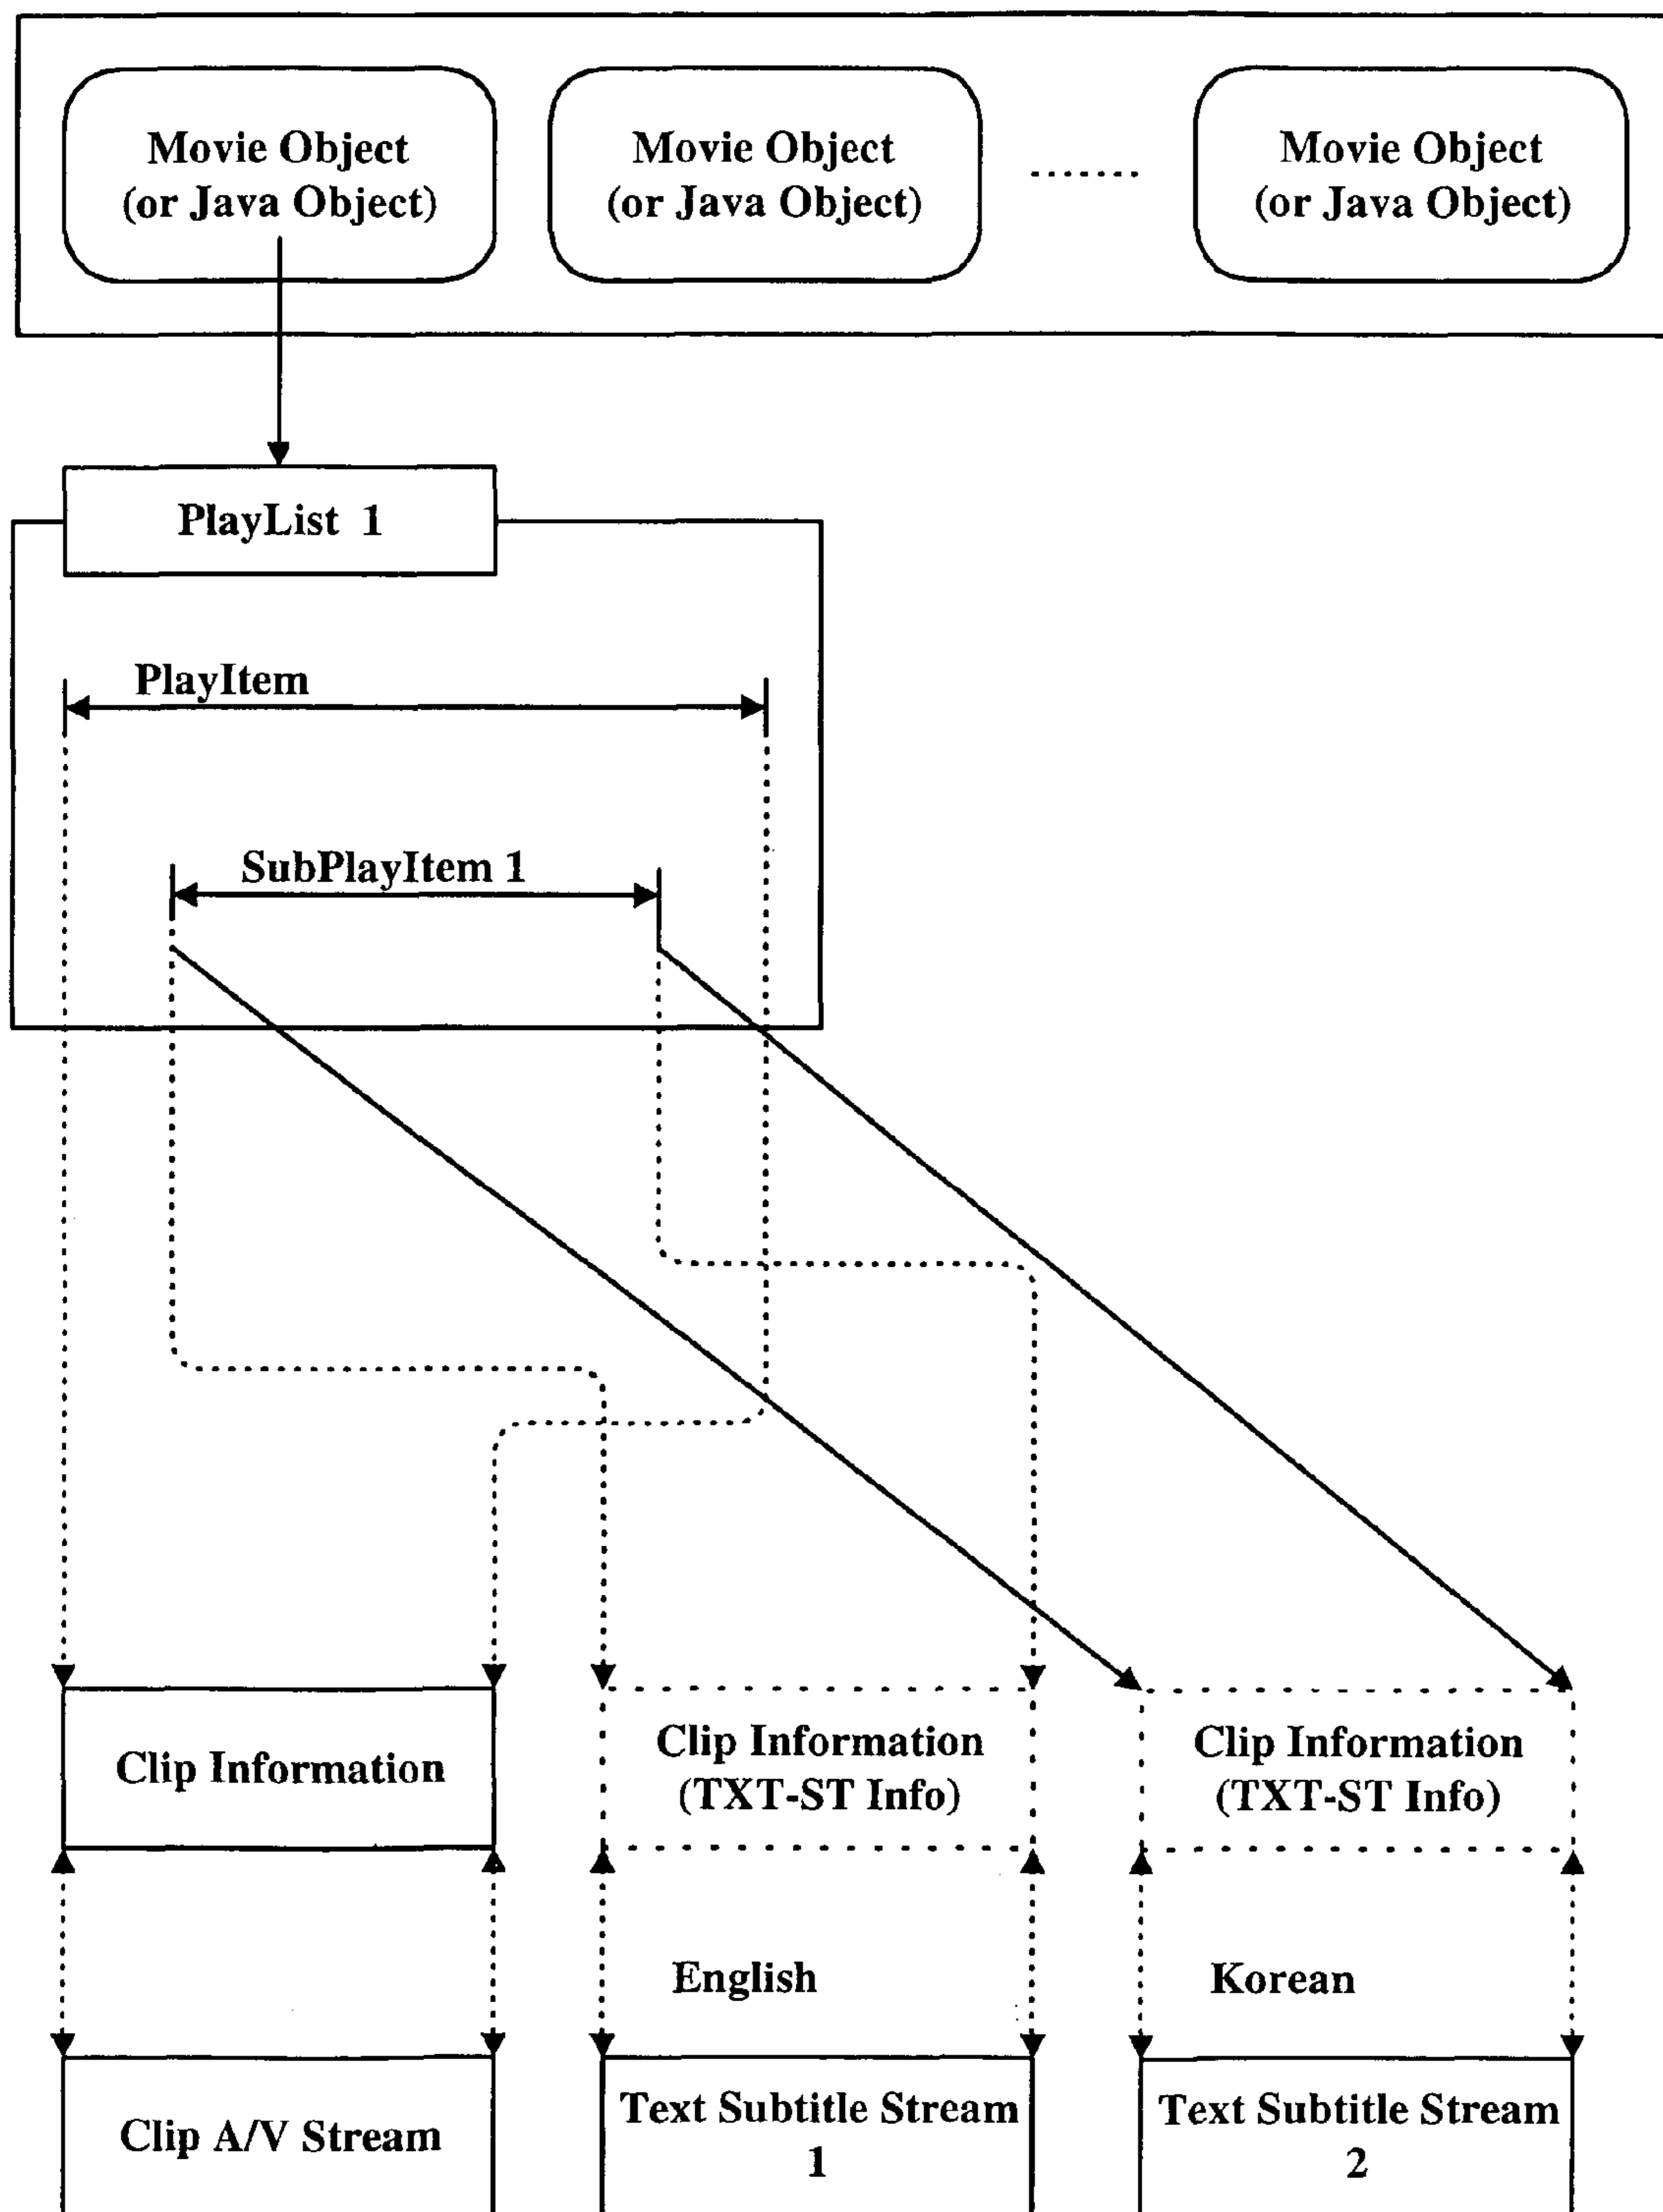 Movie Object
(or Java Object)
Movie Object
(or Java Object)
Movie Object
(or Java Object)
PlayList 1
PlayItem
SubPlayItem 1
Clip Information
Clip Information
(TXT-ST Info)
Clip Information
(TXT-ST Info)
English
Korean
Clip A/V Stream
Text Subtitle Stream
1
Text Subtitle Stream
2